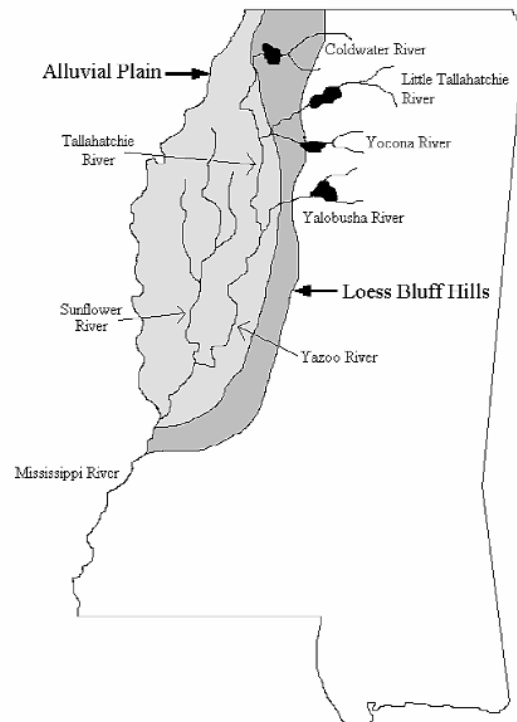 Coldwater River
Alluvial Plain
Little Tallahatchie
River
Tallahatchie
River
Yocona River
Yalobusha River
Loess Bluff Hills
Sunflower
River
Yazoo River
Mississippi River